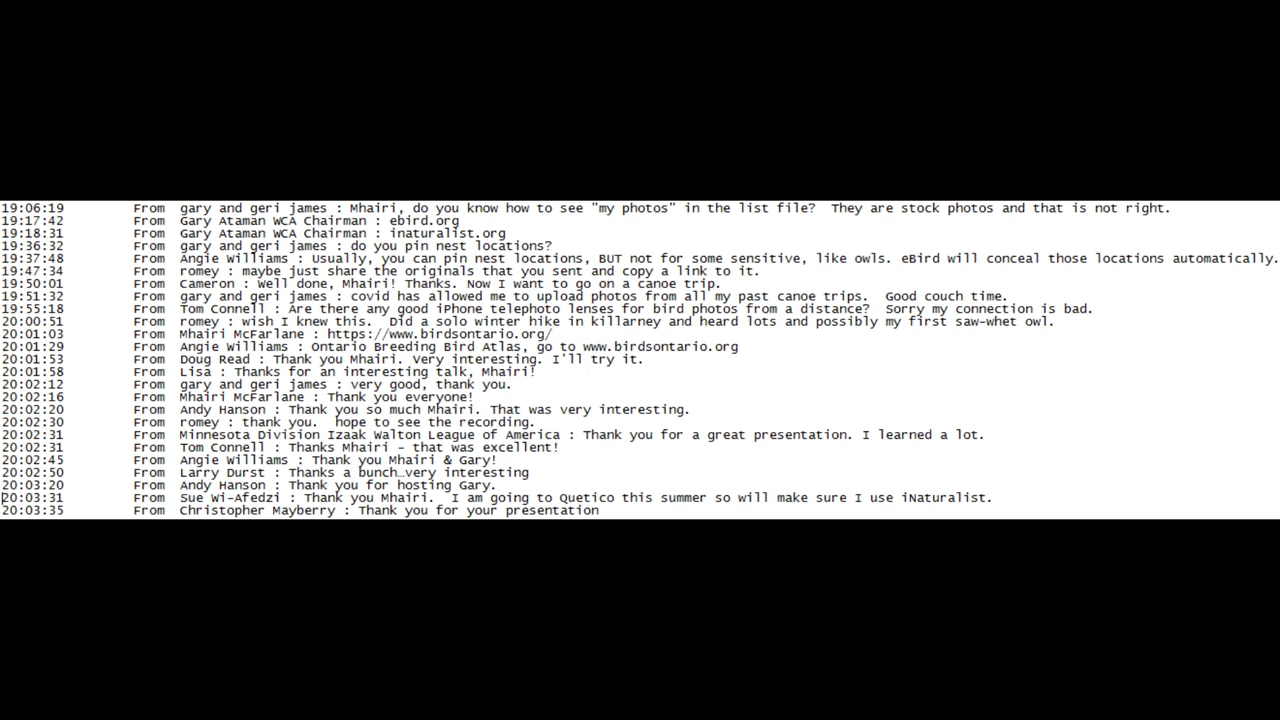 19:06:19 From gary and geri james : Mhairi, do you know how to see "my photos" in the list file? They are stock photos and that is not right.
19:17:42 From Gary Ataman WCA Chairman : ebird.org
19:18:31 From Gary Ataman WCA Chairman : inaturalist.org
19:36:32 From gary and geri james : do you pin nest locations?
19:37:48 From Angie Williams : Usually, you can pin nest locations, BUT not for some sensitive, like owls. eBird will conceal those locations automatically.
19:47:34 From romey : maybe just share the originals that you sent and copy a link to it.
19:50:01 From Cameron : Well done, Mhairi! Thanks. Now I want to go on a canoe trip.
19:51:32 From gary and geri james : covid has allowed me to upload photos from all my past canoe trips. Good couch time.
19:55:18 From Tom Connell : Are there any good iPhone telephoto lenses for bird photos from a distance? Sorry my connection is bad.
20:00:51 From romey : wish I knew this. Did a solo winter hike in killarney and heard lots and possibly my first saw-whet owl.
20:01:03 From Mhairi McFarlane : https://www.birdsontario.org/
20:01:29 From Angie Williams : Ontario Breeding Bird Atlas, go to www.birdsontario.org
20:01:53 From Doug Read : Thank you Mhairi. Very interesting. I'll try it.
20:01:58 From Lisa : Thanks for an interesting talk, Mhairi!
20:02:12 From gary and geri james : very good, thank you.
20:02:16 From Mhairi McFarlane : Thank you everyone!
20:02:20 From Andy Hanson : Thank you so much Mhairi. That was very interesting.
20:02:30 From romey : thank you. hope to see the recording.
20:02:31 From Minnesota Division Izaak Walton League of America : Thank you for a great presentation. I learned a lot.
20:02:31 From Tom Connell : Thanks Mhairi - that was excellent!
20:02:45 From Angie Williams : Thank you Mhairi & Gary!
20:02:50 From Larry Durst : Thanks a bunch…very interesting
20:03:20 From Andy Hanson : Thank you for hosting Gary.
20:03:31 From Sue Wi-Afedzi : Thank you Mhairi. I am going to Quetico this summer so will make sure I use iNaturalist.
20:03:35 From Christopher Mayberry : Thank you for your presentation